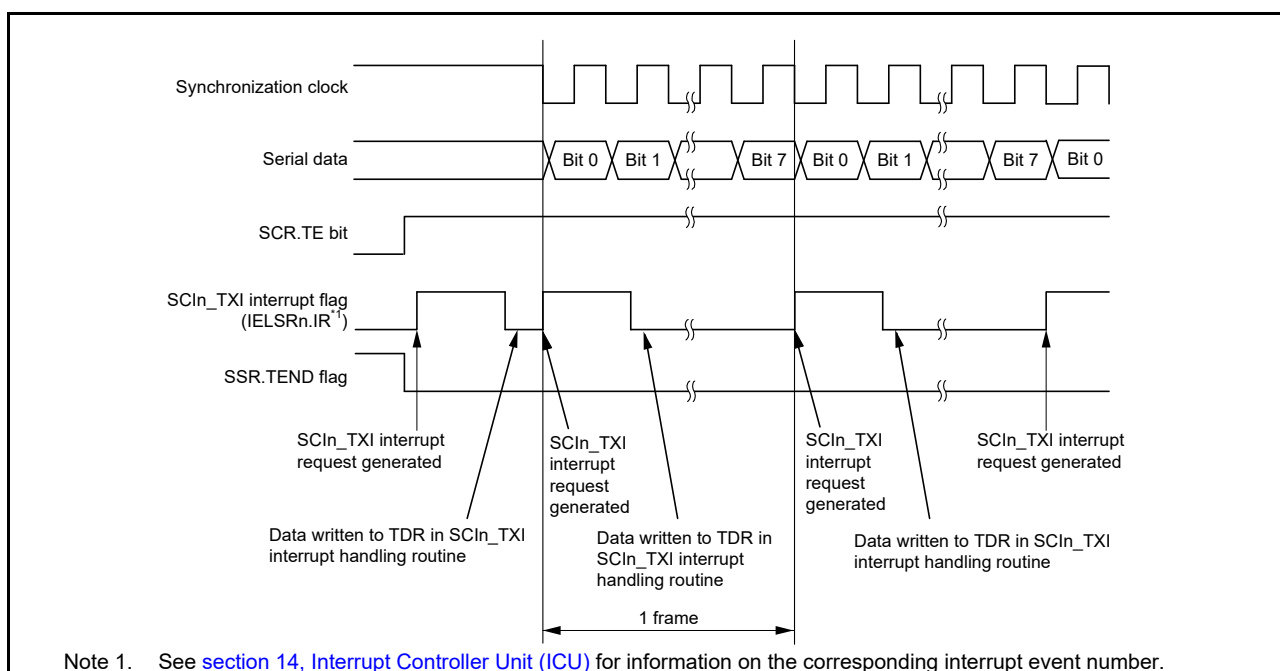 Synchronization clock
Serial data
Bit 0 Bit 1 Bit 7 Bit 0 Bit 1 Bit 7 Bit 0
SCR.TE bit
SCIn_TXI interrupt flag
(IELSRn.IR*1)
SSR.TEND flag
SCIn_TXI interrupt
request generated
SCIn_TXI
interrupt
request
generated
SCIn_TXI
interrupt
request
generated
SCIn_TXI interrupt
request generated
Data written to TDR in SCIn_TXI
interrupt handling routine
Data written to TDR in
SCIn_TXI interrupt
handling routine
Data written to TDR in SCIn_TXI
interrupt handling routine
1 frame
Note 1. See section 14, Interrupt Controller Unit (ICU) for information on the corresponding interrupt event number.